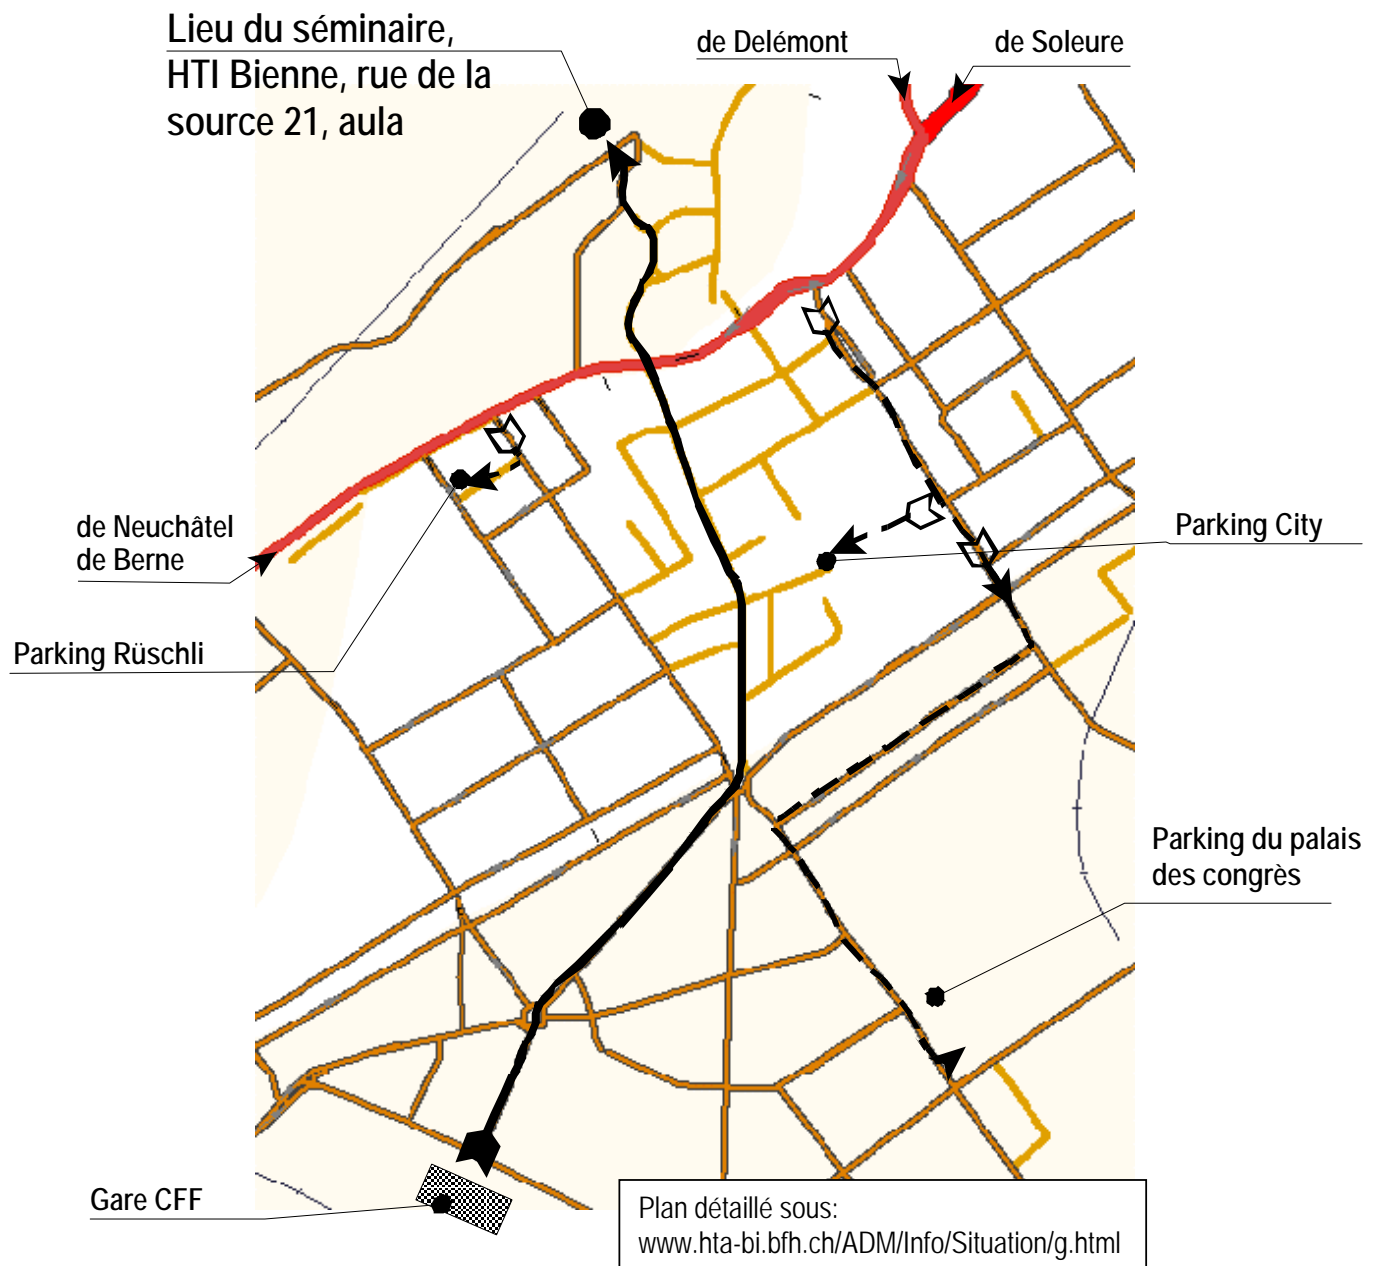 Lieu du séminaire,
HTI Bienne, rue de la
source 21, aula
de Delémont
de Soleure
de Neuchâtel
de Berne
Parking City
Parking Rüschli
Parking du palais
des congrès
Gare CFF
Plan détaillé sous:
www.hta-bi.bfh.ch/ADM/Info/Situation/g.html